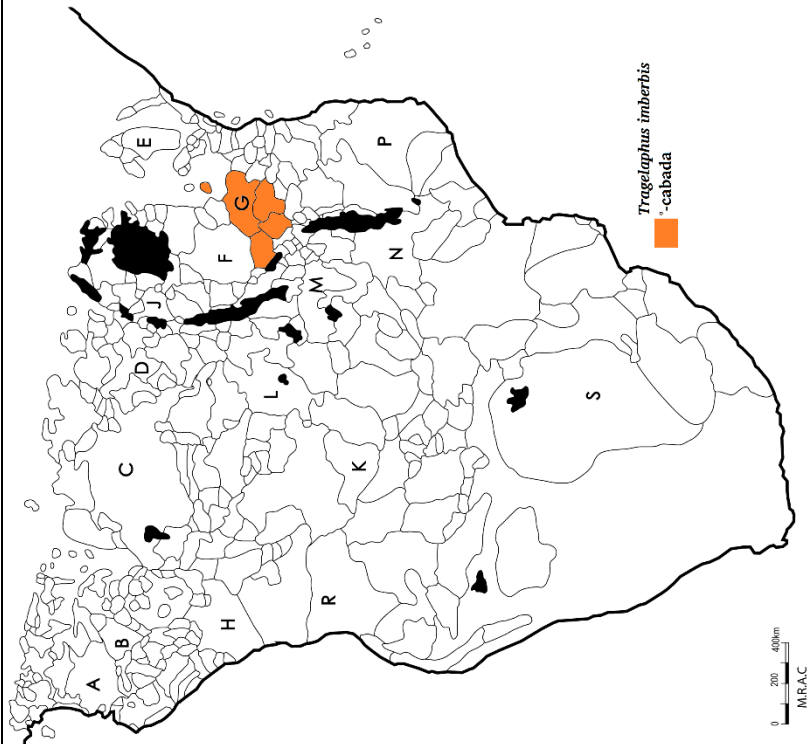 A
B
C
D
E
F
G
H
J
K
L
M
N
P
R
S
Tragelaphus imberbis
°-cabada
0 200 400km
M.R.A.C